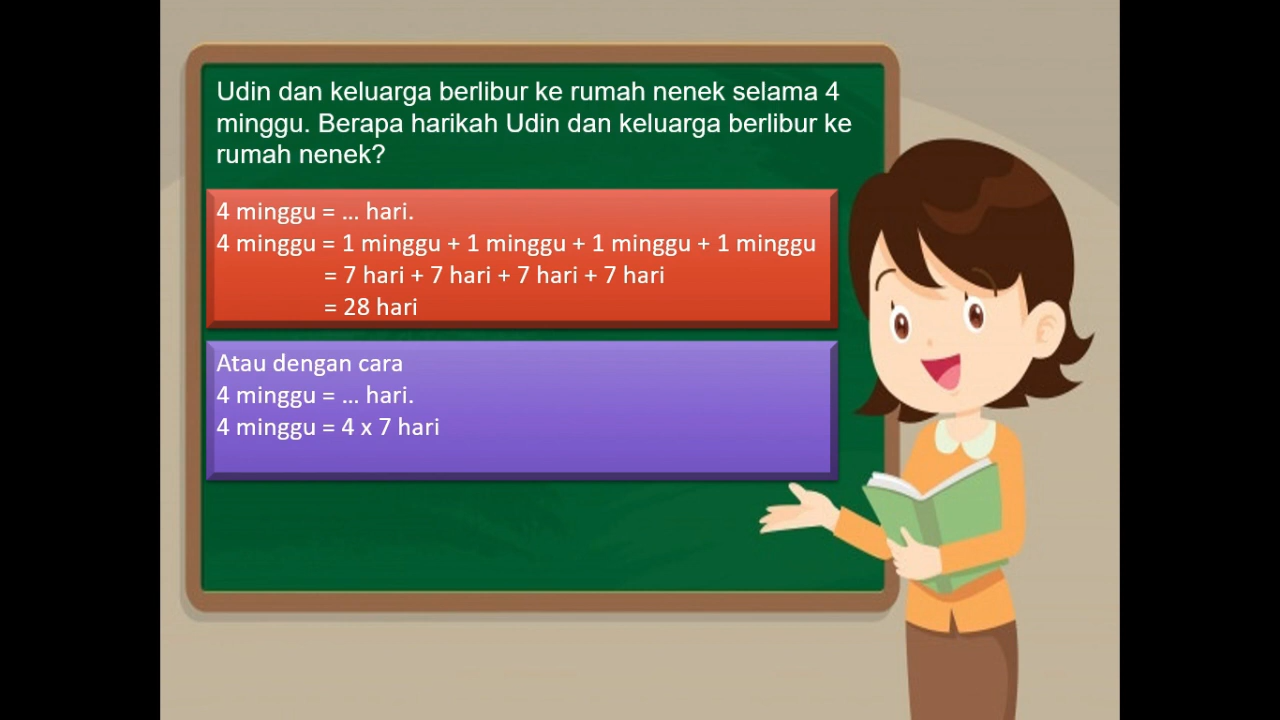 Udin dan keluarga berlibur ke rumah nenek selama 4
minggu. Berapa harikah Udin dan keluarga berlibur ke
rumah nenek?
4 minggu = ... hari.
4 minggu = 1 minggu + 1 minggu + 1 minggu + 1 minggu
= 7 hari + 7 hari + 7 hari + 7 hari
= 28 hari
Atau dengan cara
4 minggu = ... hari.
4 minggu = 4 x 7 hari